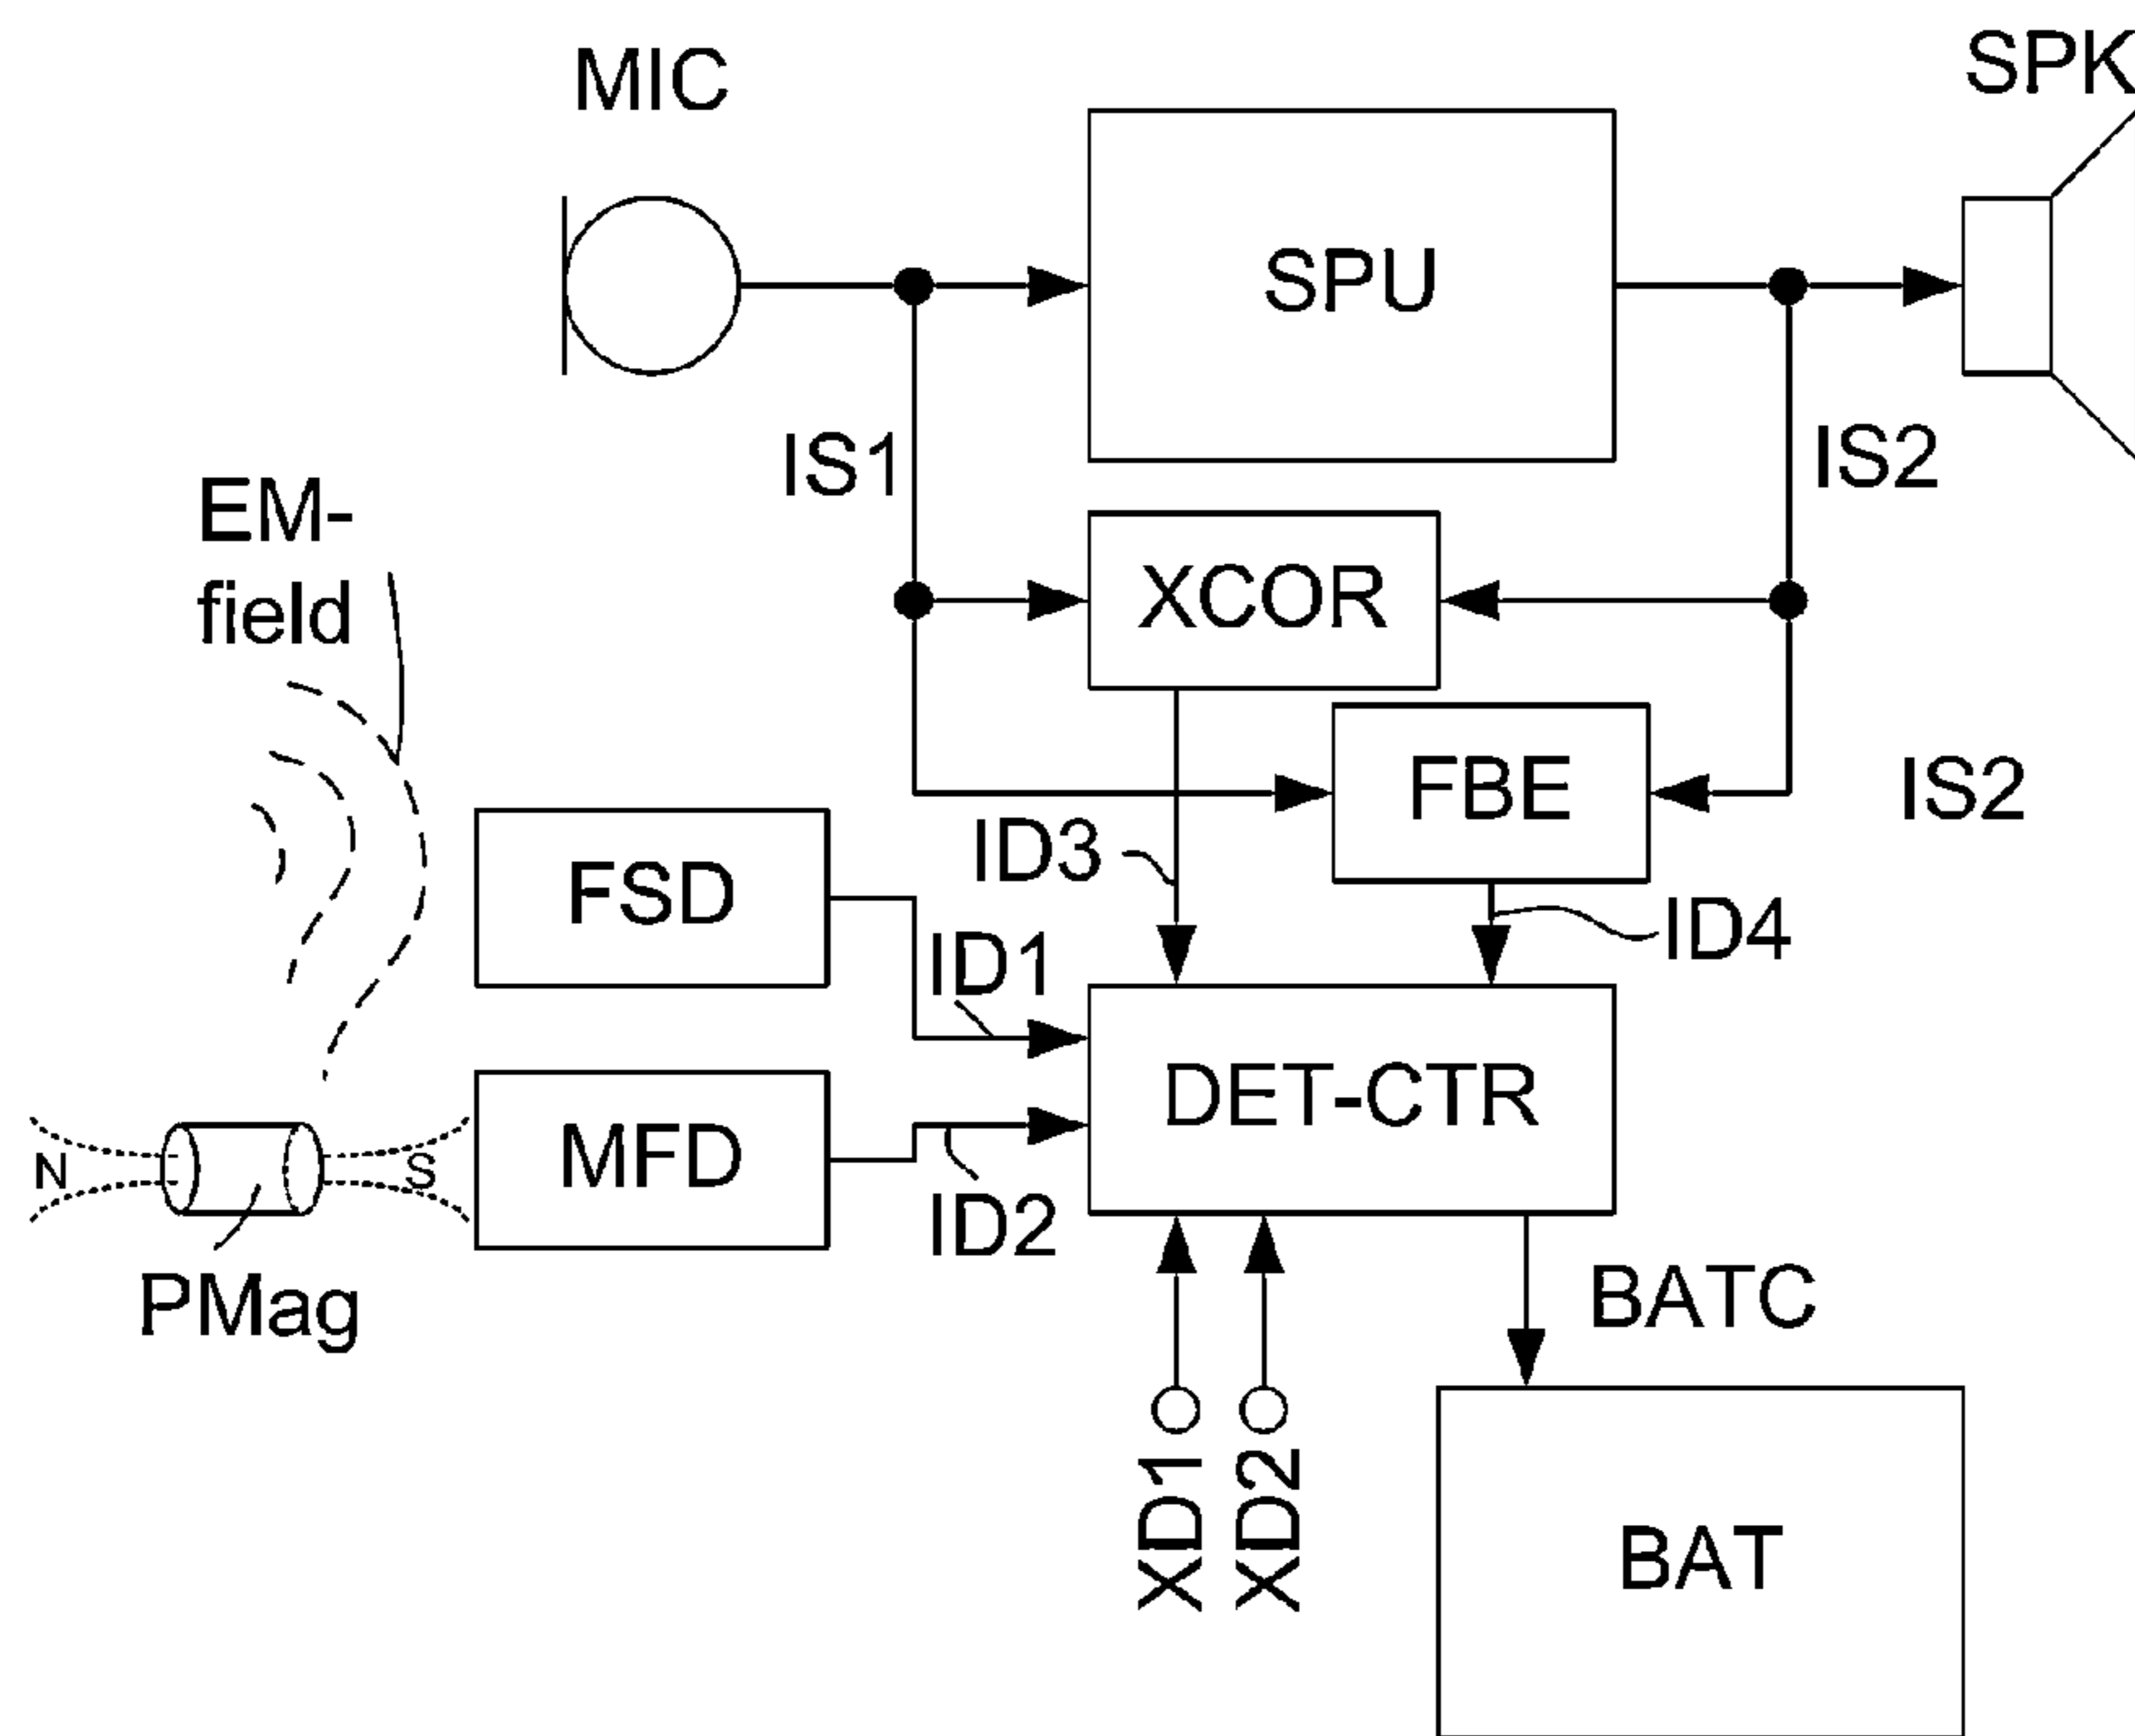 MIC
SPK
SPU
IS1
IS2
EM-
field
XCOR
FBE
IS2
ID3
FSD
ID4
ID1
DET-CTR
MFD
N
S
ID2
PMag
BATC
XD1
XD2
BAT